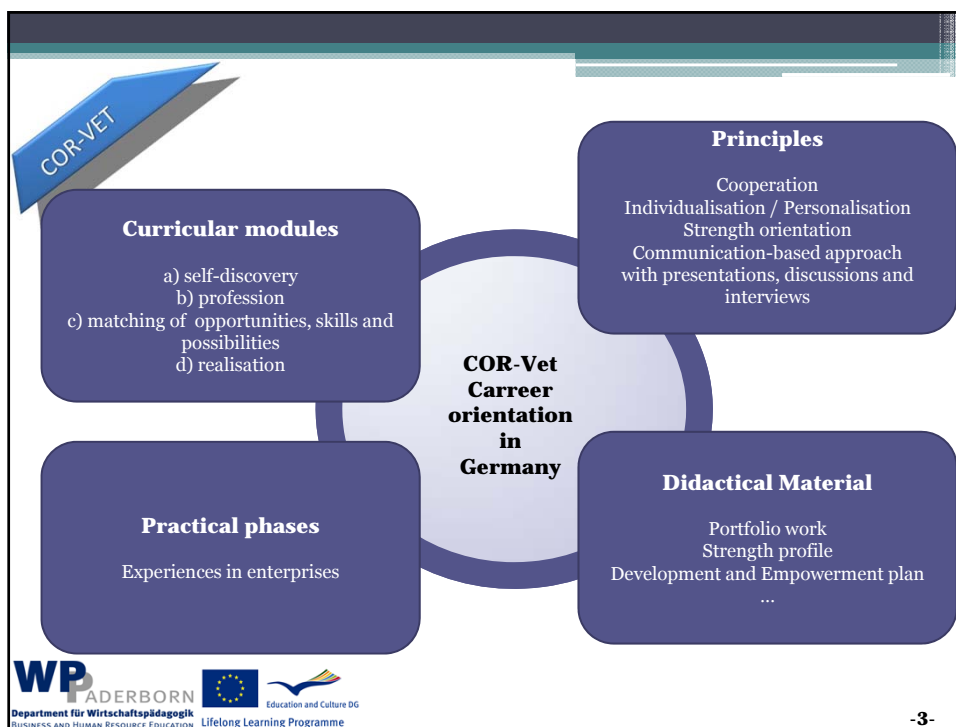 COR-VET
Principles
Cooperation
Individualisation / Personalisation
Strength orientation
Communication-based approach
with presentations, discussions and
interviews
Curricular modules
a) self-discovery
b) profession
c) matching of opportunities, skills and
possibilities
d) realisation
COR-Vet
Carreer
orientation
in
Germany
Practical phases
Experiences in enterprises
Didactical Material
Portfolio work
Strength profile
Development and Empowerment plan
...
WP
ADERBORN
Department für Wirtschaftspädagogik
BUSINESS AND HUMAN RESOURCE EDUCATION
Education and Culture DG
Lifelong Learning Programme
-3-